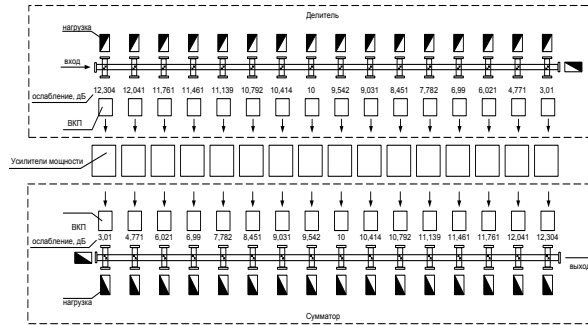 Делитель
нагрузка
вход
ослабление, дБ 12,304 12,041 11,761 11,461 11,139 10,792 10,414 10 9,542 9,031 8,451 7,782 6,99 6,021 4,771 3,01
ВКП
Усилители мощности
ВКП
ослабление, дБ 3,01 4,771 6,021 6,99 7,782 8,451 9,031 9,542 10 10,414 10,792 11,139 11,461 11,761 12,041 12,304
выход
нагрузка
Сумматор